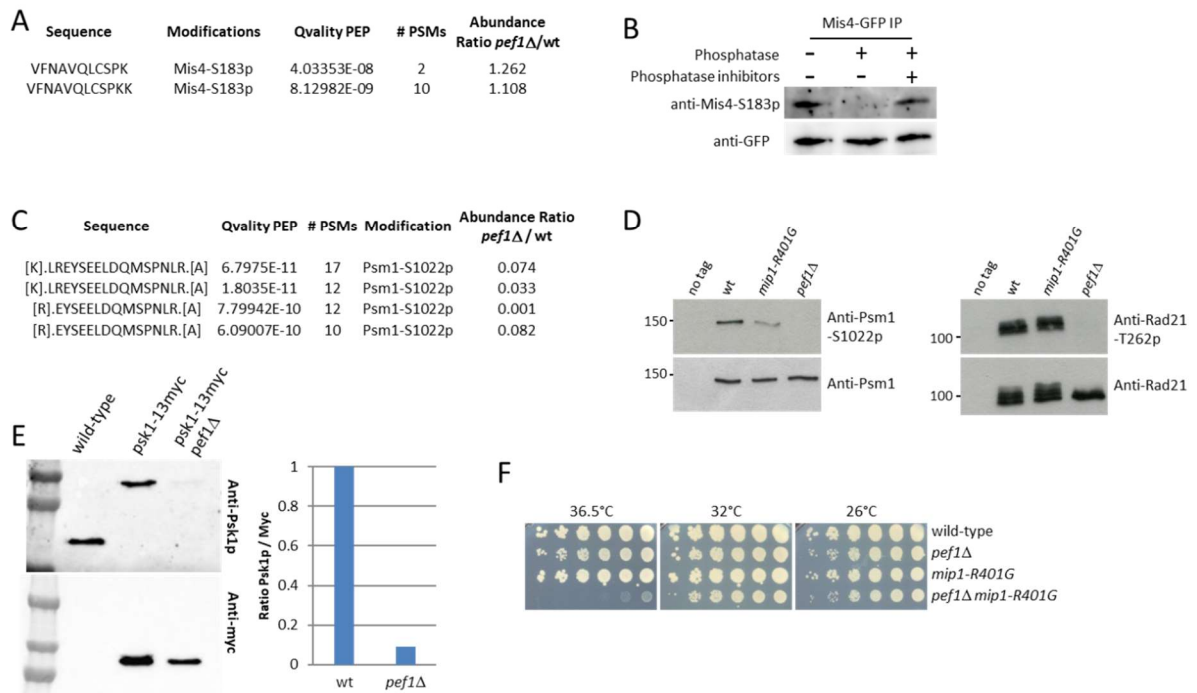 A
Sequence Modifications Qvality PEP # PSMs Abundance Ratio pef1Δ/wt
VFNAVQLCSPK Mis4-S183p 4.03353E-08 2 1.262
VFNAVQLCSPKK Mis4-S183p 8.12982E-09 10 1.108
B
Mis4-GFP IP
Phosphatase – + +
Phosphatase inhibitors – – +
anti-Mis4-S183p
anti-GFP
C
Sequence Qvality PEP # PSMs Modification Abundance Ratio pef1Δ / wt
[K].LREYSEELDQMSPNLR.[A] 6.7975E-11 17 Psm1-S1022p 0.074
[K].LREYSEELDQMSPNLR.[A] 1.8035E-11 12 Psm1-S1022p 0.033
[R].EYSEELDQMSPNLR.[A] 7.79942E-10 12 Psm1-S1022p 0.001
[R].EYSEELDQMSPNLR.[A] 6.09007E-10 10 Psm1-S1022p 0.082
D
no tag wt mip1-R401G pef1Δ
150
Anti-Psm1
-S1022p
150
Anti-Psm1
no tag wt mip1-R401G pef1Δ
100
Anti-Rad21
-T262p
100
Anti-Rad21
E
wild-type psk1-13myc psk1-13myc pef1Δ
Anti-Psk1p
Anti-myc
Ratio Psk1p / Myc
1
0.8
0.6
0.4
0.2
0
wt pef1Δ
F
36.5°C 32°C 26°C
wild-type
pef1Δ
mip1-R401G
pef1Δ mip1-R401G